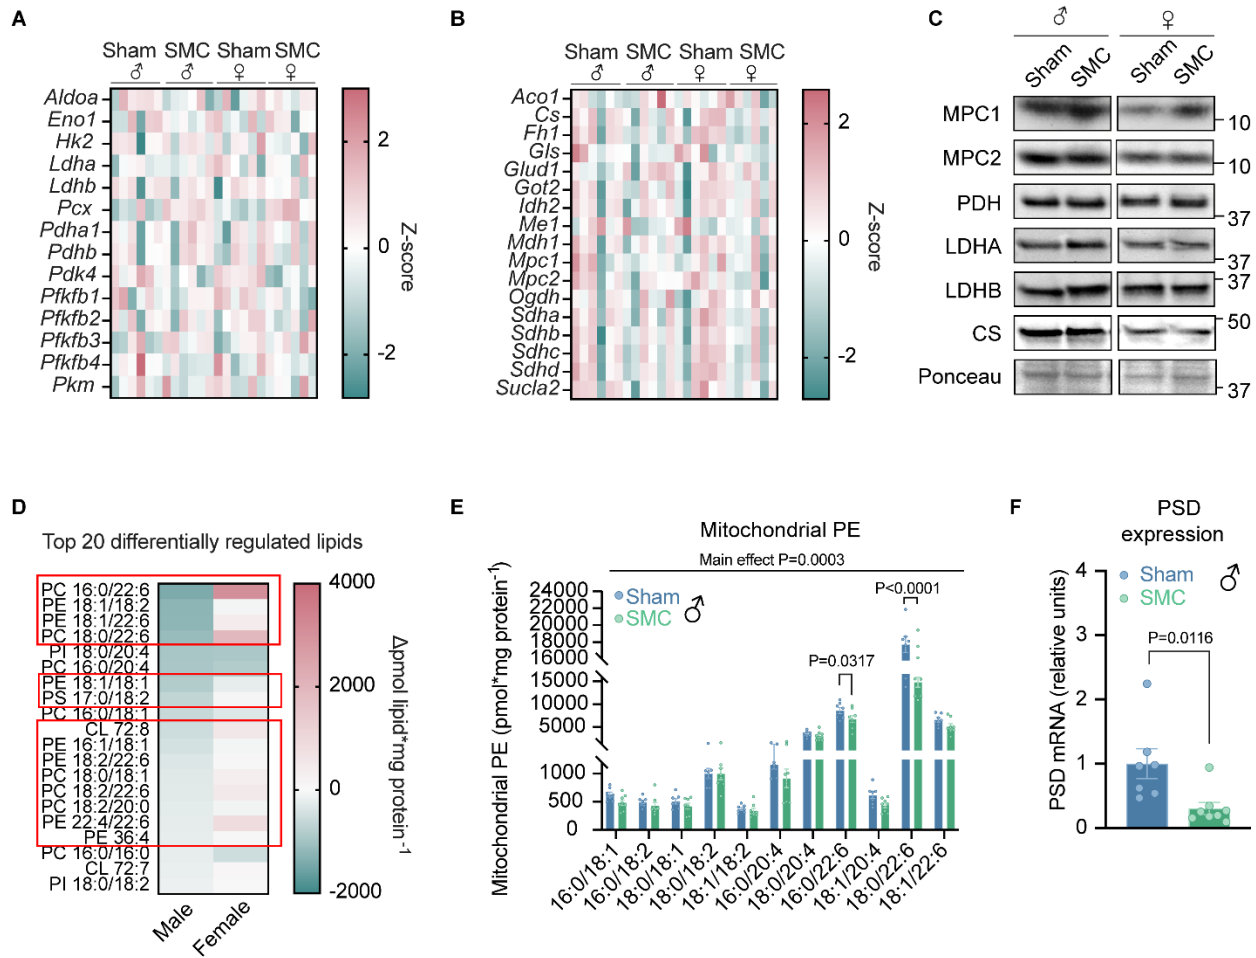 A
Sham SMC Sham SMC
♂ ♂ ♀ ♀
Aldoa
Eno1
Hk2
Ldha
Ldhb
Pcx
Pdha1
Pdhb
Pdk4
Pfkfb1
Pfkfb2
Pfkfb3
Pfkfb4
Pkm
2
0
-2
Z-score
B
Sham SMC Sham SMC
♂ ♂ ♀ ♀
Aco1
Cs
Fh1
Gls
Glud1
Got2
Idh2
Me1
Mdh1
Mpc1
Mpc2
Ogdh
Sdha
Sdhb
Sdhc
Sdhd
Sucla2
2
0
-2
Z-score
C
♂ ♀
Sham SMC Sham SMC
MPC1 10
MPC2 10
PDH 37
LDHA 37
LDHB 37
CS 50
Ponceau 37
D
Top 20 differentially regulated lipids
PC 16:0/22:6
PE 18:1/18:2
PE 18:1/22:6
PC 18:0/22:6
PI 18:0/20:4
PC 16:0/20:4
PE 18:1/18:1
PS 17:0/18:2
PC 16:0/18:1
CL 72:8
PE 16:1/18:1
PE 18:2/22:6
PC 18:0/18:1
PC 18:2/22:6
PC 18:2/20:0
PE 22:4/22:6
PE 36:4
PC 16:0/16:0
CL 72:7
PI 18:0/18:2
Male
Female
4000
2000
0
-2000
Δpmol lipid*mg protein⁻¹
E
Mitochondrial PE
Main effect P=0.0003
Sham
SMC
♂
P<0.0001
P=0.0317
Mitochondrial PE (pmol*mg protein⁻¹)
24000
22000
20000
18000
16000
15000
10000
5000
1000
500
0
16:0/18:1
16:0/18:2
18:0/18:1
18:0/18:2
18:1/18:2
16:0/20:4
18:0/20:4
16:0/22:6
18:1/20:4
18:0/22:6
18:1/22:6
F
PSD
expression
Sham
SMC
♂
P=0.0116
PSD mRNA (relative units)
4
3
2
1
0